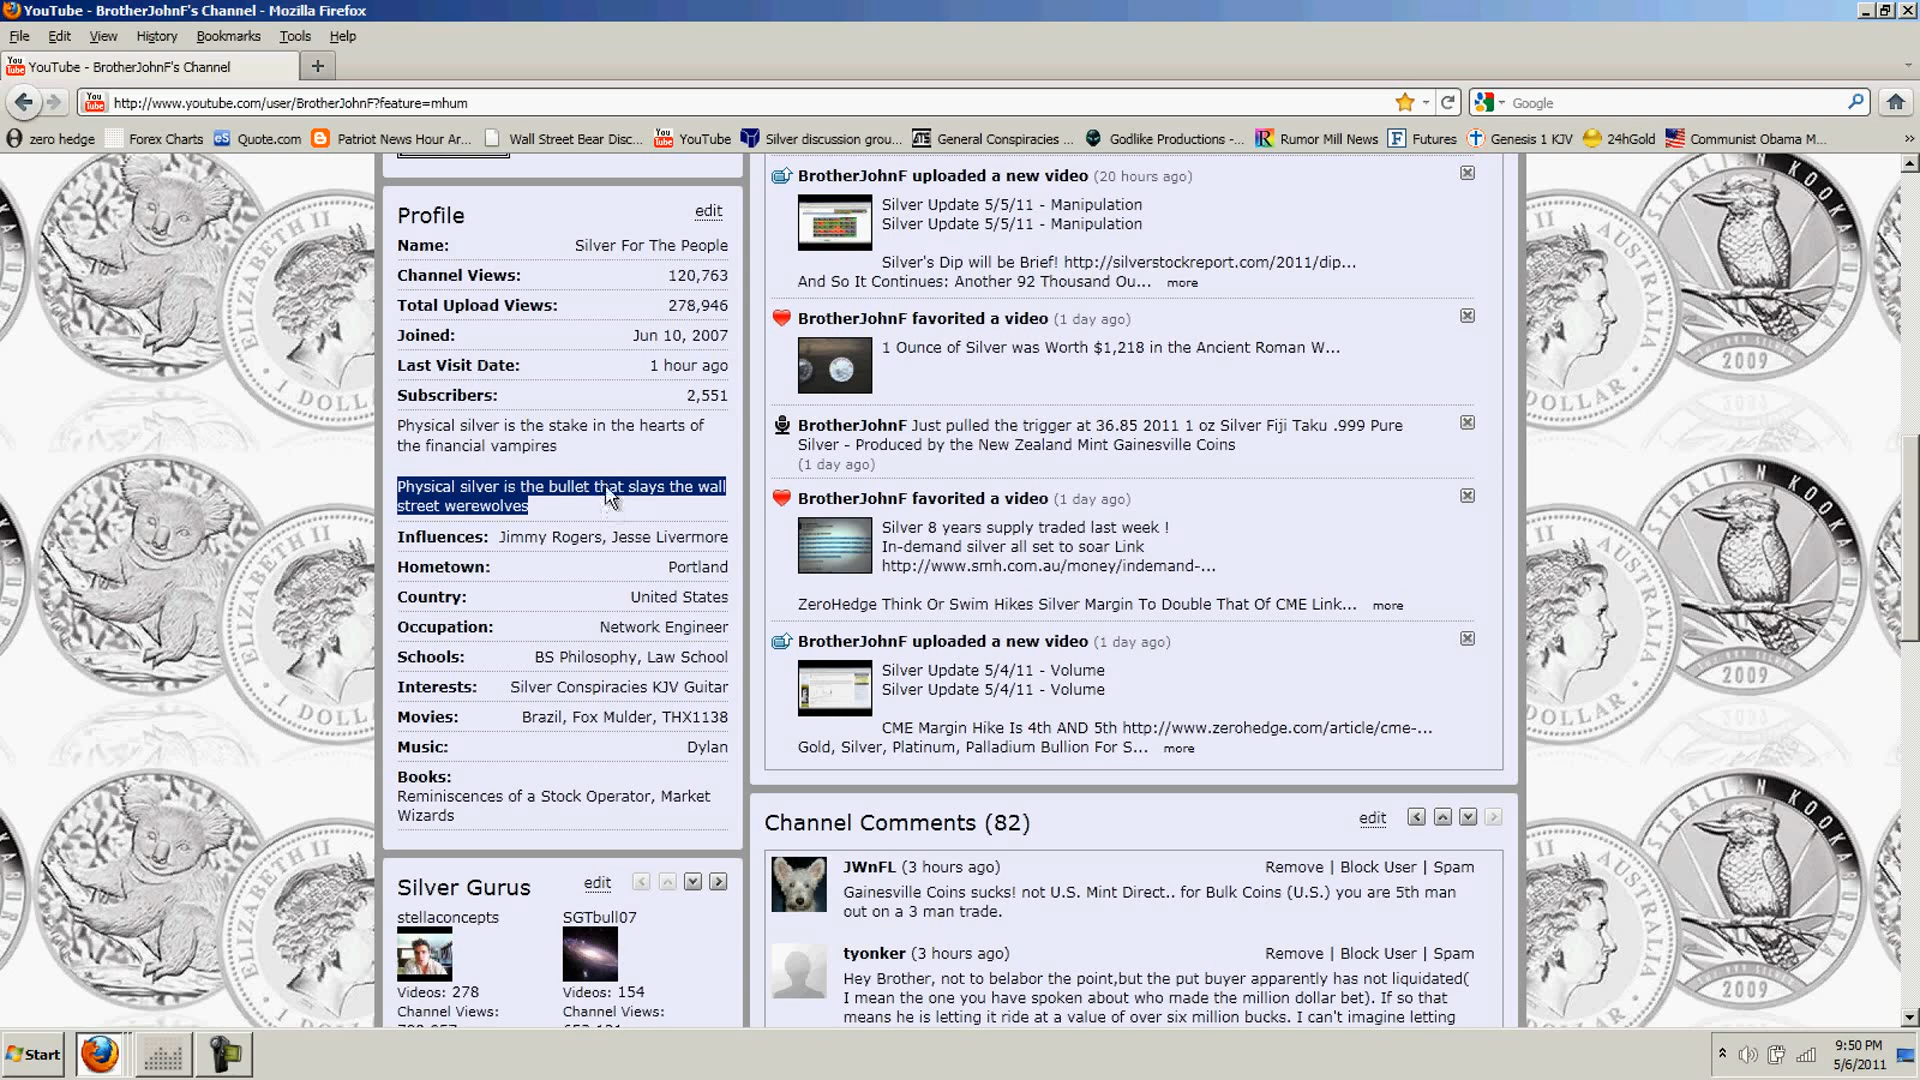 YouTube - BrotherJohnF's Channel - Mozilla Firefox
File Edit View History Bookmarks Tools Help
YouTube - BrotherJohnF's Channel
http://www.youtube.com/user/BrotherJohnF?feature=mhum
Google
zero hedge Forex Charts Quote.com Patriot News Hour Ar... Wall Street Bear Disc... YouTube Silver discussion grou... General Conspiracies ... Godlike Productions -... Rumor Mill News Futures Genesis 1 KJV 24hGold Communist Obama M...
Profile edit
Name: Silver For The People
Channel Views: 120,763
Total Upload Views: 278,946
Joined: Jun 10, 2007
Last Visit Date: 1 hour ago
Subscribers: 2,551
Physical silver is the stake in the hearts of
the financial vampires
Physical silver is the bullet that slays the wall
street werewolves
Influences: Jimmy Rogers, Jesse Livermore
Hometown: Portland
Country: United States
Occupation: Network Engineer
Schools: BS Philosophy, Law School
Interests: Silver Conspiracies KJV Guitar
Movies: Brazil, Fox Mulder, THX1138
Music: Dylan
Books:
Reminiscences of a Stock Operator, Market
Wizards
Silver Gurus edit
stellaconcepts SGTbull07
Videos: 278 Videos: 154
Channel Views: Channel Views:
BrotherJohnF uploaded a new video (20 hours ago)
Silver Update 5/5/11 - Manipulation
Silver Update 5/5/11 - Manipulation
Silver's Dip will be Brief! http://silverstockreport.com/2011/dip...
And So It Continues: Another 92 Thousand Ou... more
BrotherJohnF favorited a video (1 day ago)
1 Ounce of Silver was Worth $1,218 in the Ancient Roman W...
BrotherJohnF Just pulled the trigger at 36.85 2011 1 oz Silver Fiji Taku .999 Pure
Silver - Produced by the New Zealand Mint Gainesville Coins
(1 day ago)
BrotherJohnF favorited a video (1 day ago)
Silver 8 years supply traded last week !
In-demand silver all set to soar Link
http://www.smh.com.au/money/indemand-...
ZeroHedge Think Or Swim Hikes Silver Margin To Double That Of CME Link... more
BrotherJohnF uploaded a new video (1 day ago)
Silver Update 5/4/11 - Volume
Silver Update 5/4/11 - Volume
CME Margin Hike Is 4th AND 5th http://www.zerohedge.com/article/cme-...
Gold, Silver, Platinum, Palladium Bullion For S... more
Channel Comments (82) edit
JWnFL (3 hours ago) Remove | Block User | Spam
Gainesville Coins sucks! not U.S. Mint Direct.. for Bulk Coins (U.S.) you are 5th man
out on a 3 man trade.
tyonker (3 hours ago) Remove | Block User | Spam
Hey Brother, not to belabor the point,but the put buyer apparently has not liquidated(
I mean the one you have spoken about who made the million dollar bet). If so that
means he is letting it ride at a value of over six million bucks. I can't imagine letting
ELIZABETH II
1 DOLLAR
AUSTRALIA
AUSTRALIAN KOOKABURRA
2009
Start
9:50 PM
5/6/2011